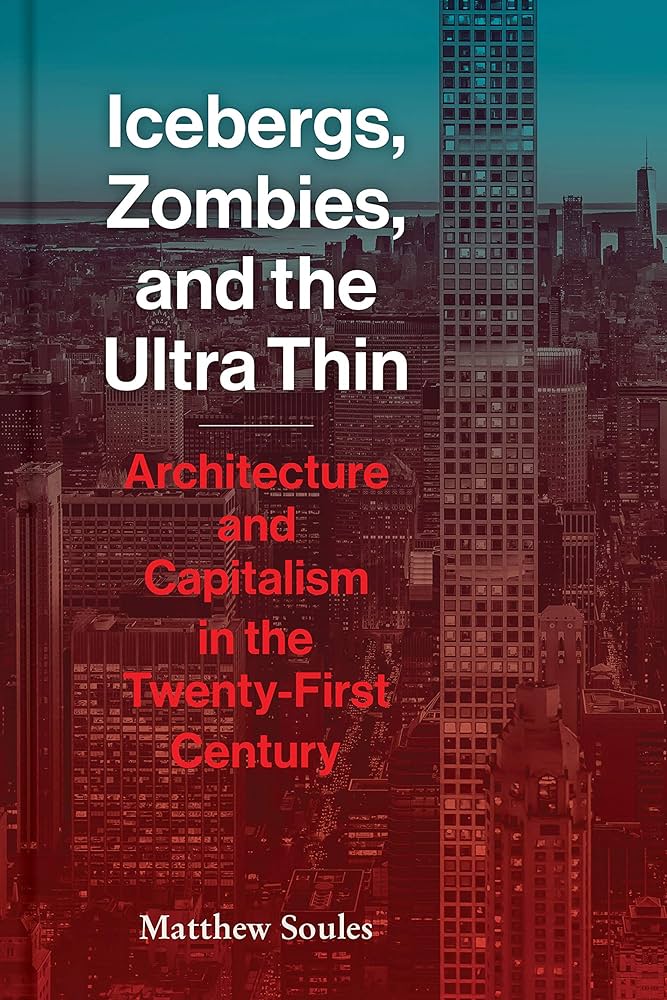 Icebergs,
Zombies,
and the
Ultra Thin
Architecture
and
Capitalism
in the
Twenty-First
Century
Matthew Soules